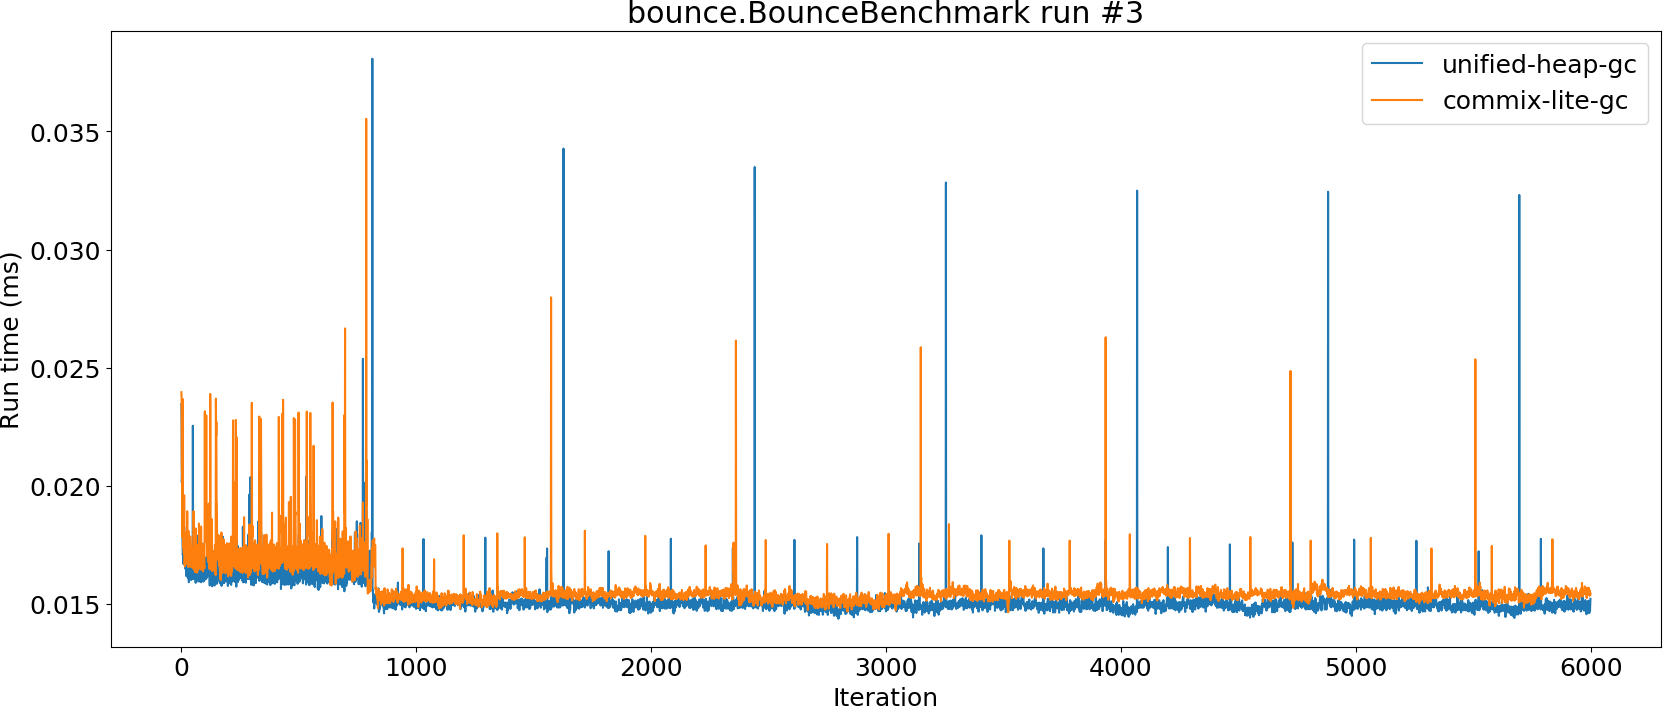 bounce.BounceBenchmark run #3
unified-heap-gc
commix-lite-gc
Run time (ms)
0.035
0.030
0.025
0.020
0.015
0 1000 2000 3000 4000 5000 6000
Iteration